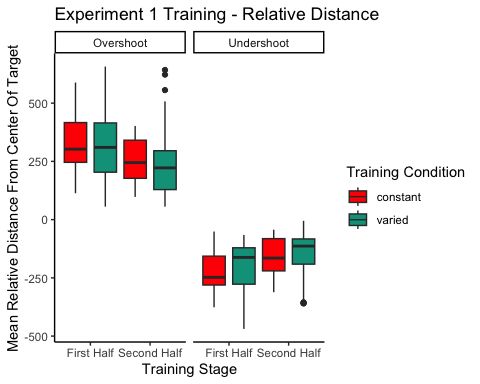 Experiment 1 Training - Relative Distance
Overshoot
Undershoot
Mean Relative Distance From Center Of Target
500
250
0
-250
-500
First Half Second Half
First Half Second Half
Training Stage
Training Condition
constant
varied